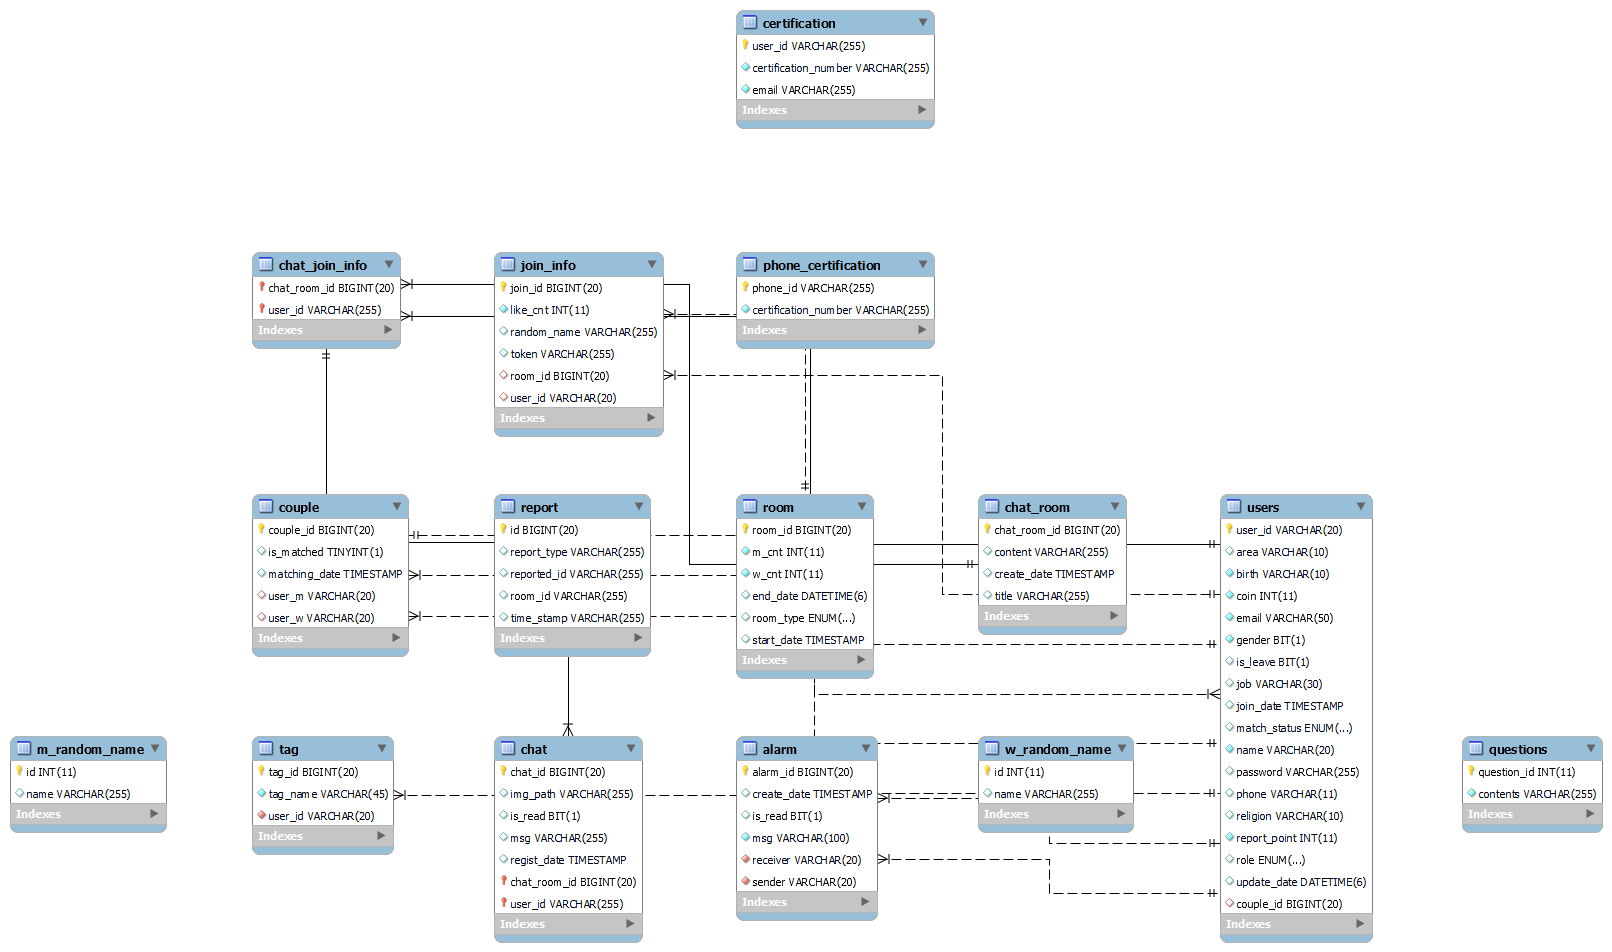 certification
user_id VARCHAR(255)
certification_number VARCHAR(255)
email VARCHAR(255)
Indexes
chat_join_info
chat_room_id BIGINT(20)
user_id VARCHAR(255)
Indexes
join_info
join_id BIGINT(20)
like_cnt INT(11)
random_name VARCHAR(255)
token VARCHAR(255)
room_id BIGINT(20)
user_id VARCHAR(20)
Indexes
phone_certification
phone_id VARCHAR(255)
certification_number VARCHAR(255)
Indexes
couple
couple_id BIGINT(20)
is_matched TINYINT(1)
matching_date TIMESTAMP
user_m VARCHAR(20)
user_w VARCHAR(20)
Indexes
report
id BIGINT(20)
report_type VARCHAR(255)
reported_id VARCHAR(255)
room_id VARCHAR(255)
time_stamp VARCHAR(255)
Indexes
room
room_id BIGINT(20)
m_cnt INT(11)
w_cnt INT(11)
end_date DATETIME(6)
room_type ENUM(...)
start_date TIMESTAMP
Indexes
chat_room
chat_room_id BIGINT(20)
content VARCHAR(255)
create_date TIMESTAMP
title VARCHAR(255)
Indexes
users
user_id VARCHAR(20)
area VARCHAR(10)
birth VARCHAR(10)
coin INT(11)
email VARCHAR(50)
gender BIT(1)
is_leave BIT(1)
job VARCHAR(30)
join_date TIMESTAMP
match_status ENUM(...)
name VARCHAR(20)
password VARCHAR(255)
phone VARCHAR(11)
religion VARCHAR(10)
report_point INT(11)
role ENUM(...)
update_date DATETIME(6)
couple_id BIGINT(20)
Indexes
m_random_name
id INT(11)
name VARCHAR(255)
Indexes
tag
tag_id BIGINT(20)
tag_name VARCHAR(45)
user_id VARCHAR(20)
Indexes
chat
chat_id BIGINT(20)
img_path VARCHAR(255)
is_read BIT(1)
msg VARCHAR(255)
regist_date TIMESTAMP
chat_room_id BIGINT(20)
user_id VARCHAR(255)
Indexes
alarm
alarm_id BIGINT(20)
create_date TIMESTAMP
is_read BIT(1)
msg VARCHAR(100)
receiver VARCHAR(20)
sender VARCHAR(20)
Indexes
w_random_name
id INT(11)
name VARCHAR(255)
Indexes
questions
question_id INT(11)
contents VARCHAR(255)
Indexes